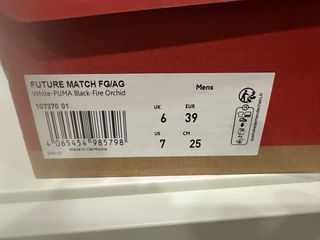 FUTURE MATCH FG/AG
White-PUMA Black-Fire Orchid
Mens
107370 01
UK EUR
6 39
US CM
7 25
4 065454 985798
Made in Cambodia